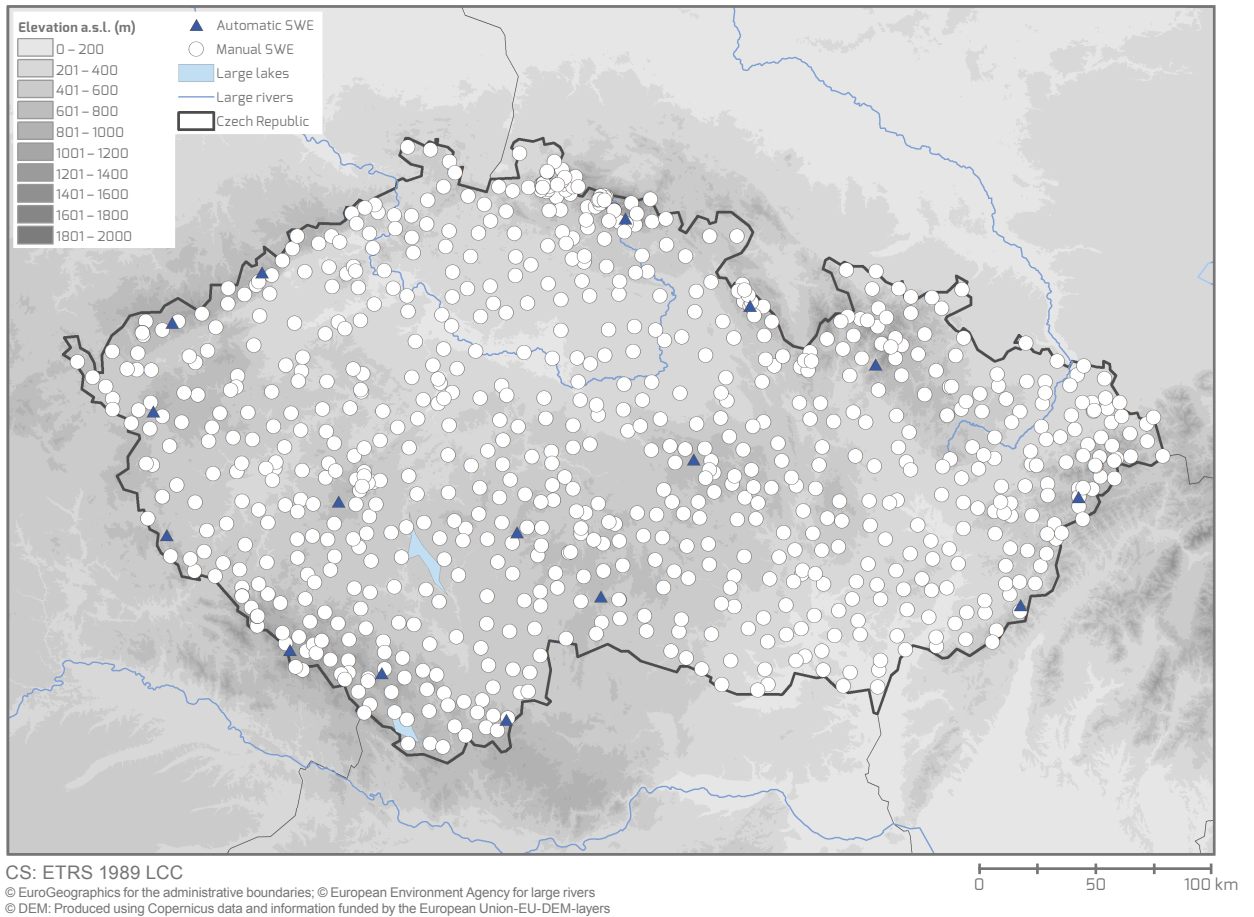 Elevation a.s.l. (m)
0 – 200
201 – 400
401 – 600
601 – 800
801 – 1000
1001 – 1200
1201 – 1400
1401 – 1600
1601 – 1800
1801 – 2000
Automatic SWE
Manual SWE
Large lakes
Large rivers
Czech Republic
CS: ETRS 1989 LCC
© EuroGeographics for the administrative boundaries; © European Environment Agency for large rivers
© DEM: Produced using Copernicus data and information funded by the European Union-EU-DEM-layers
0 50 100 km